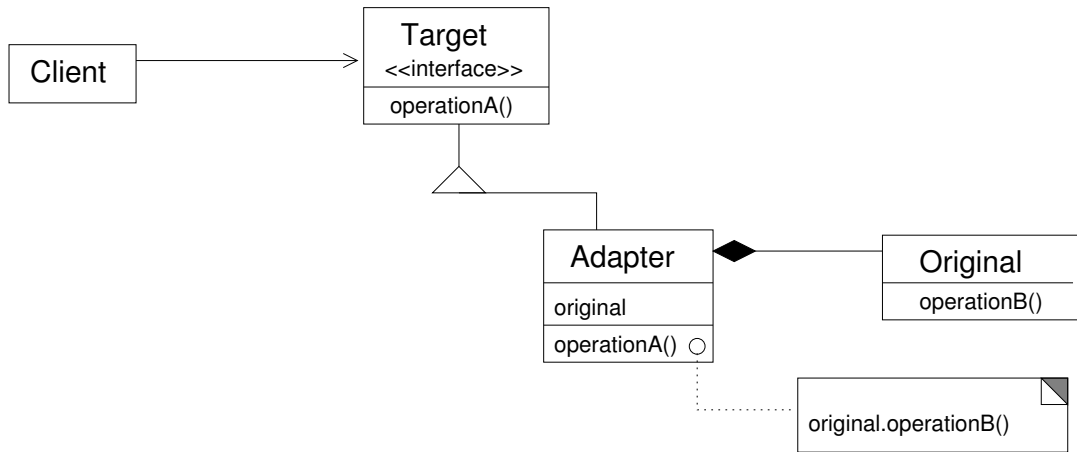 Client
Target
<<interface>>
operationA()
Adapter
original
operationA()
Original
operationB()
original.operationB()